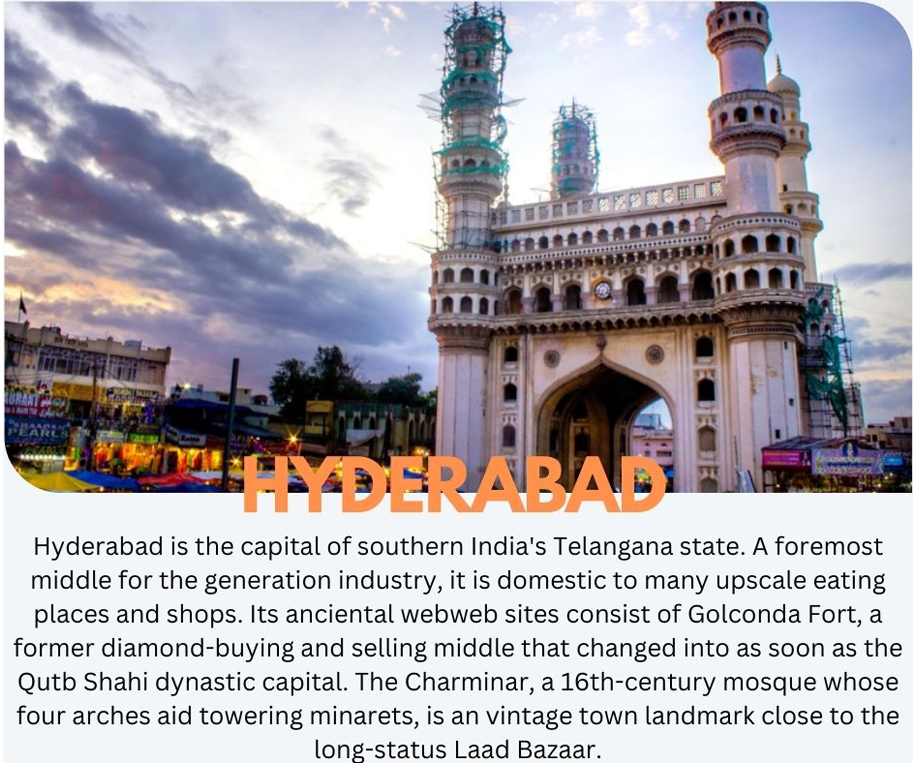 PEARLS
HYDERABAD
Hyderabad is the capital of southern India's Telangana state. A foremost
middle for the generation industry, it is domestic to many upscale eating
places and shops. Its anciental webweb sites consist of Golconda Fort, a
former diamond-buying and selling middle that changed into as soon as the
Qutb Shahi dynastic capital. The Charminar, a 16th-century mosque whose
four arches aid towering minarets, is an vintage town landmark close to the
long-status Laad Bazaar.